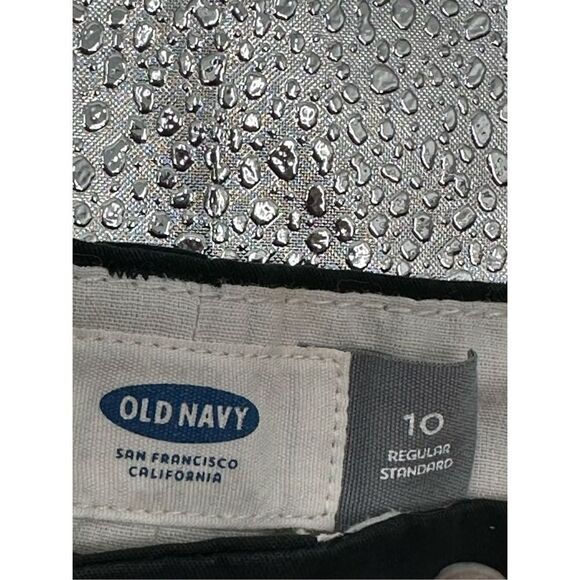 OLD NAVY
SAN FRANCISCO
CALIFORNIA
10
REGULAR
STANDARD